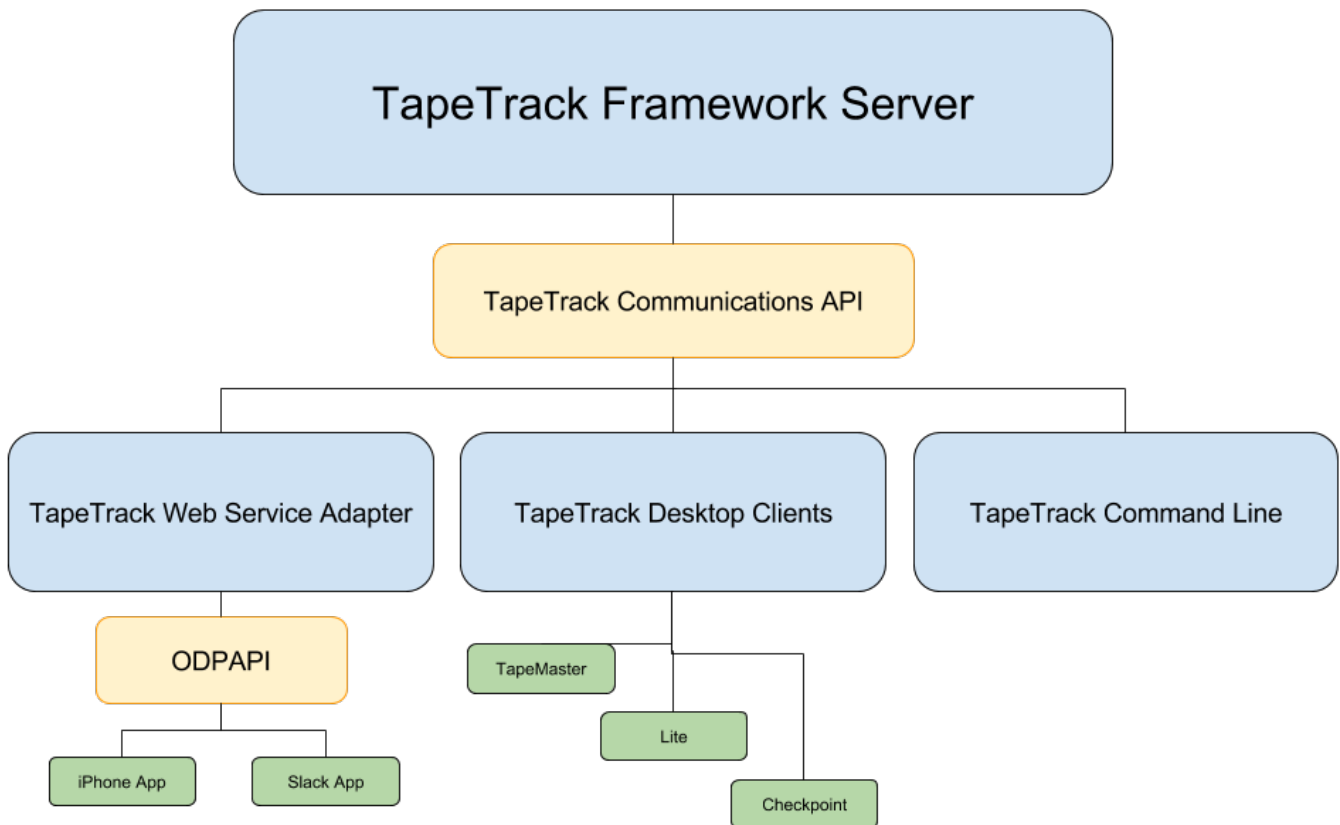 TapeTrack Framework Server
TapeTrack Communications API
TapeTrack Web Service Adapter
TapeTrack Desktop Clients
TapeTrack Command Line
ODPAPI
TapeMaster
Lite
iPhone App
Slack App
Checkpoint